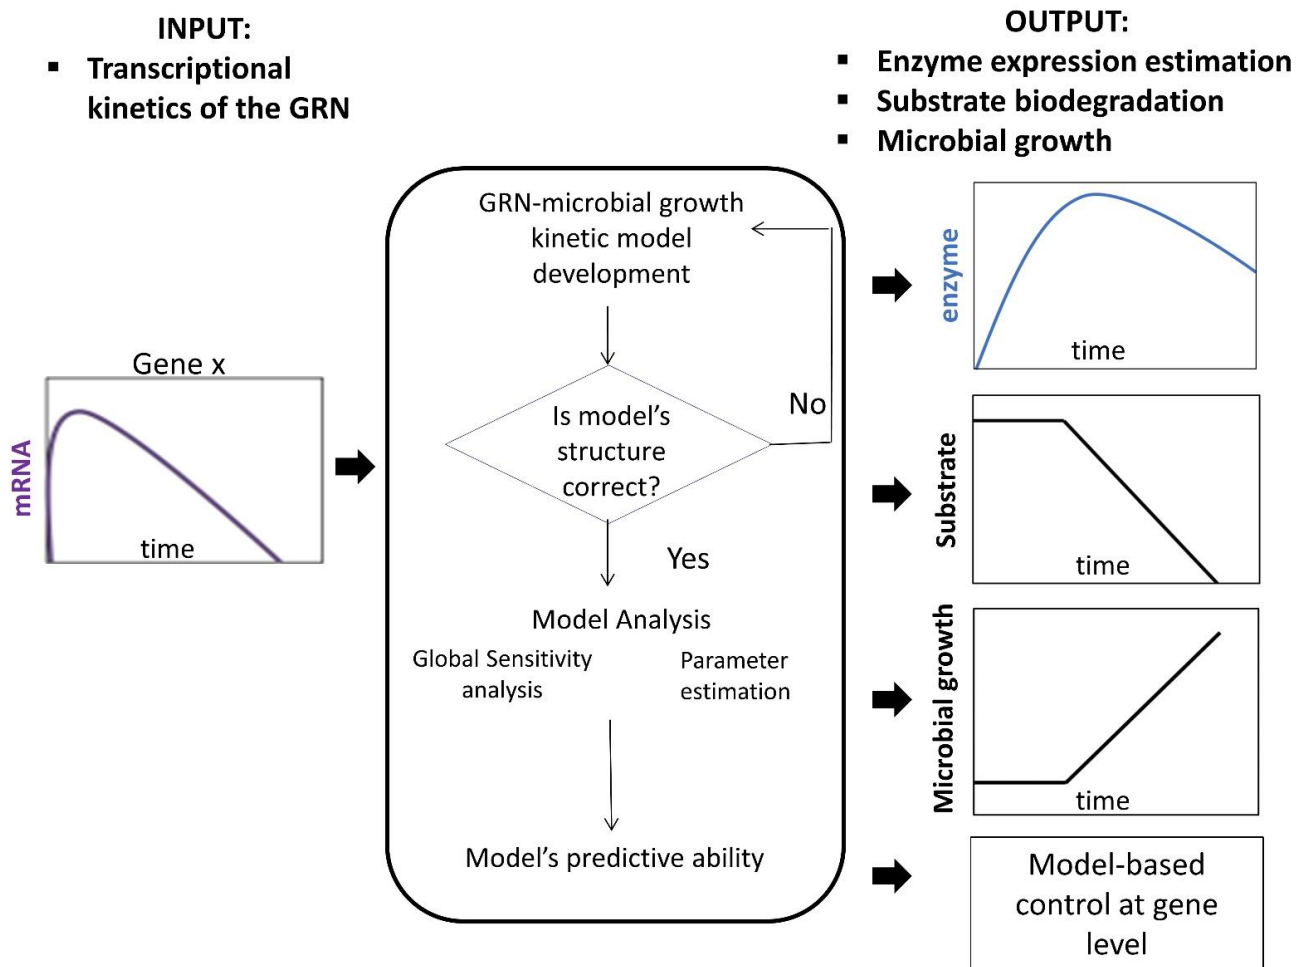 INPUT:
▪ Transcriptional
kinetics of the GRN
Gene x
mRNA
time
GRN-microbial growth
kinetic model
development
Is model's
structure
correct?
No
Yes
Model Analysis
Global Sensitivity
analysis
Parameter
estimation
Model's predictive ability
OUTPUT:
▪ Enzyme expression estimation
▪ Substrate biodegradation
▪ Microbial growth
enzyme
time
Substrate
time
Microbial growth
time
Model-based
control at gene
level